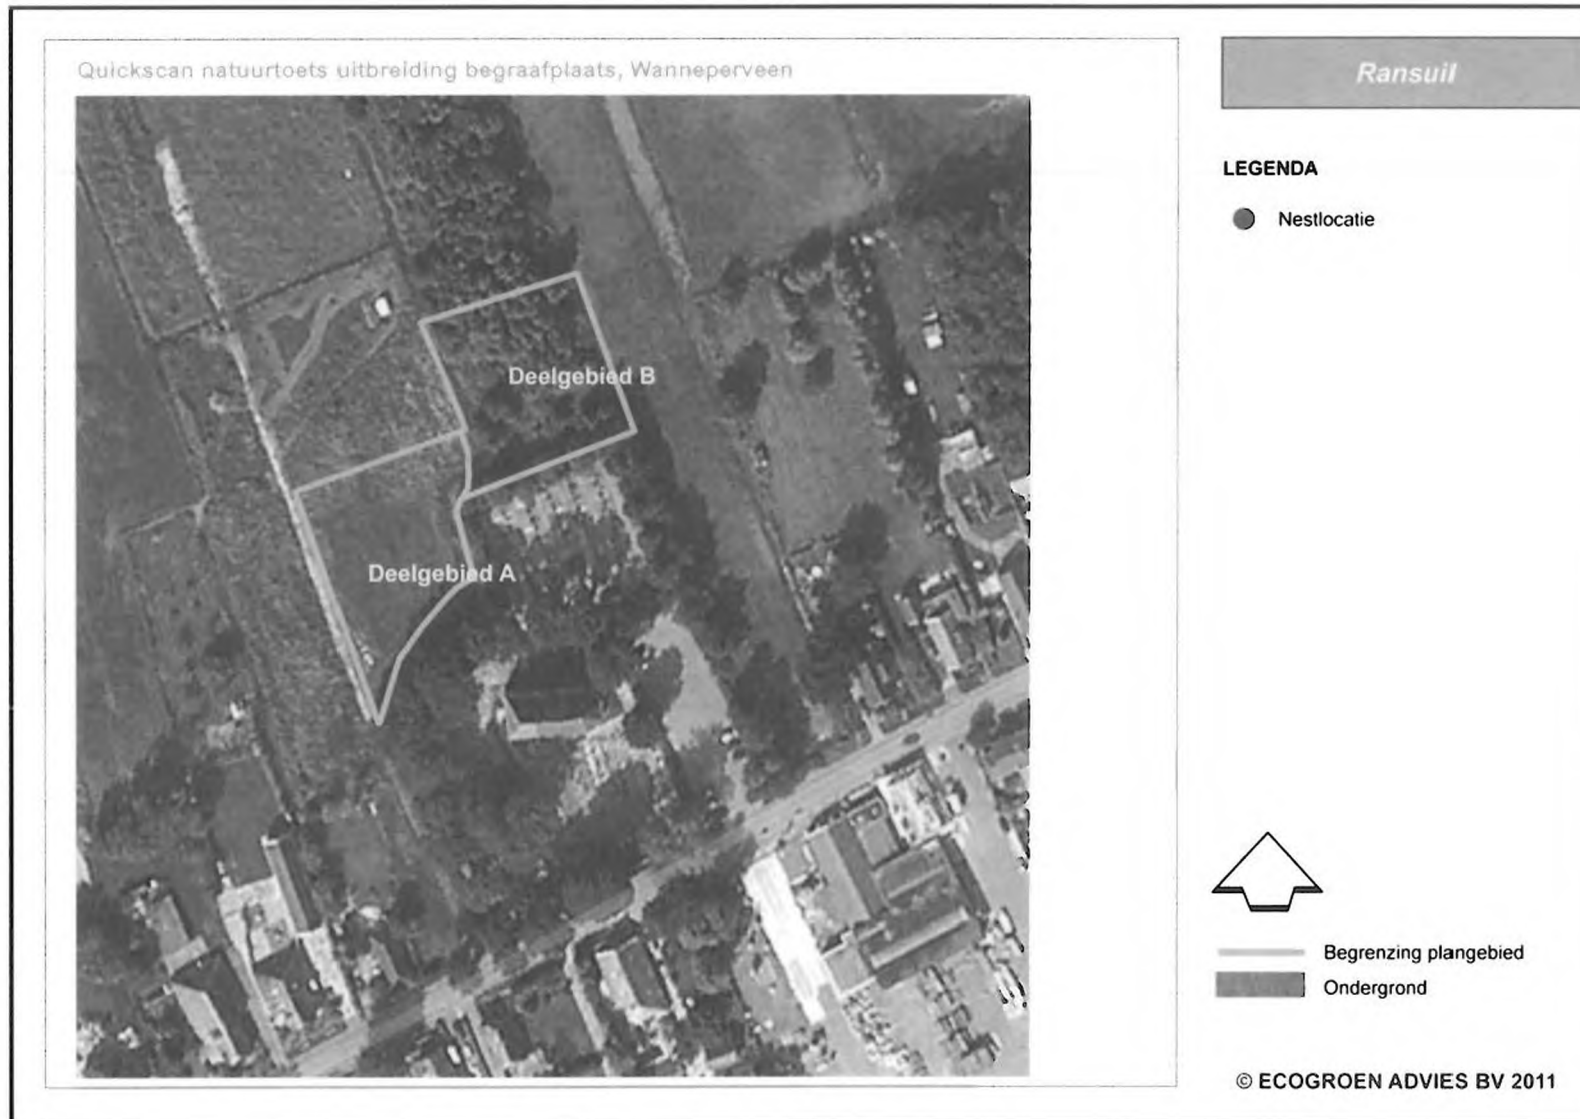 Quickscan natuurtoets uitbreiding begraafplaats, Wanneperveen
Ransuil
LEGENDA
Nestlocatie
Deelgebied B
Deelgebied A
Begrenzing plangebied
Ondergrond
© ECOGROEN ADVIES BV 2011